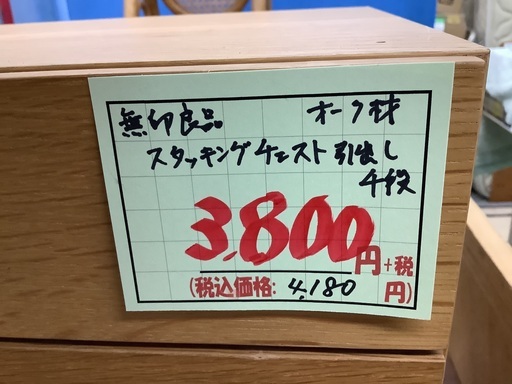 無印良品 オーク材
スタッキングチェスト引出し
4段
3,800円+税
(税込価格: 4,180円)